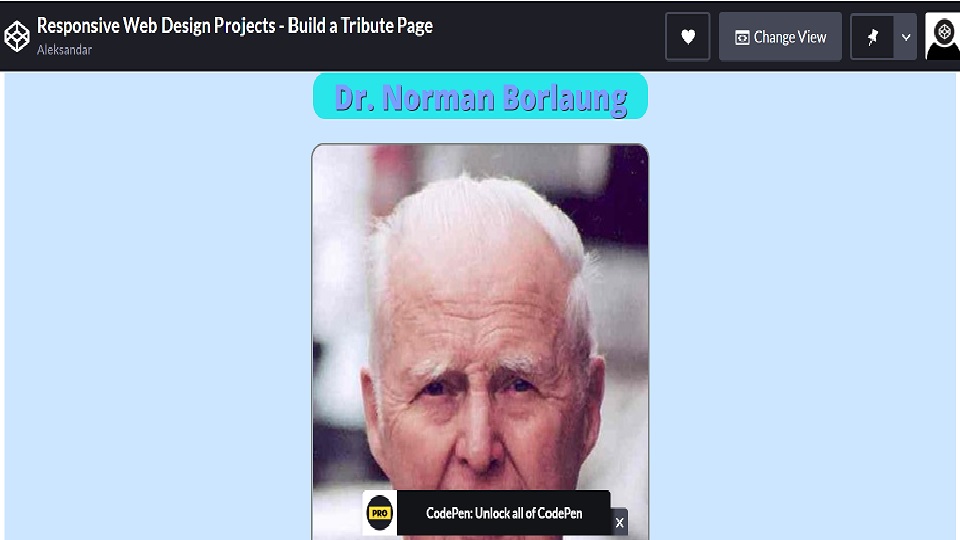 Responsive Web Design Projects - Build a Tribute Page
Aleksandar
Change View
Dr. Norman Borlaung
PRO
CodePen: Unlock all of CodePen
X